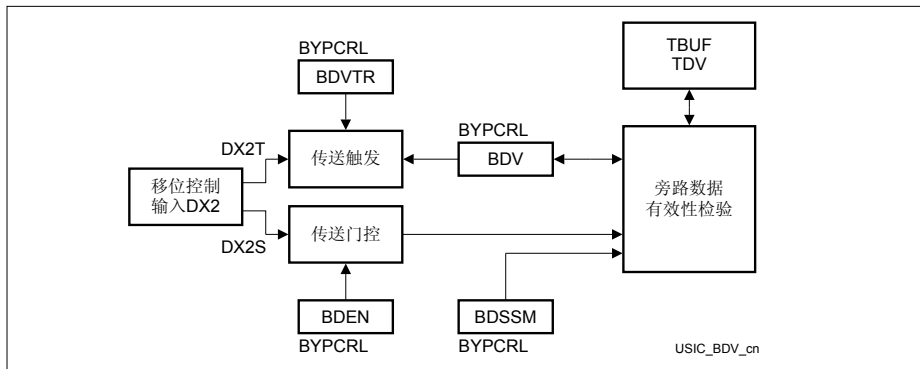 BYPCRL
BDVTR
TBUF
TDV
DX2T
传送触发
BYPCRL
BDV
移位控制
输入DX2
旁路数据
有效性检验
DX2S
传送门控
BDEN
BYPCRL
BDSSM
BYPCRL
USIC_BDV_cn